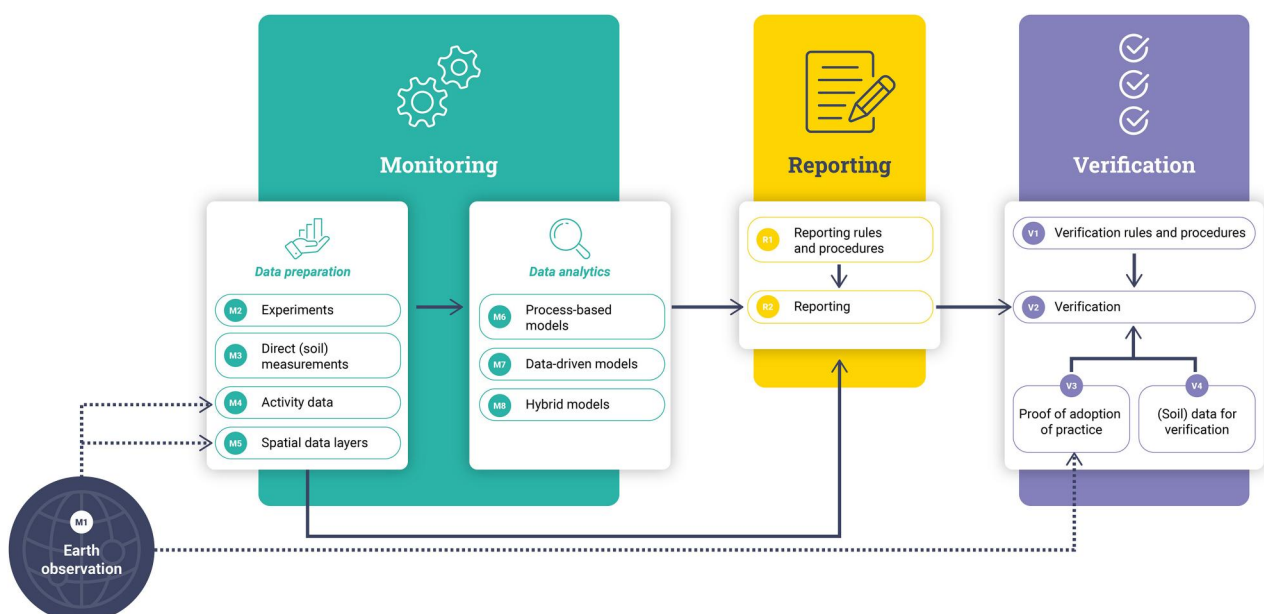 Monitoring
Reporting
Verification
Data preparation
M2 Experiments
M3 Direct (soil)
measurements
M4 Activity data
M5 Spatial data layers
Data analytics
M6 Process-based
models
M7 Data-driven models
M8 Hybrid models
R1 Reporting rules
and procedures
R2 Reporting
V1 Verification rules and procedures
V2 Verification
V3
Proof of adoption
of practice
V4
(Soil) data for
verification
M1
Earth
observation